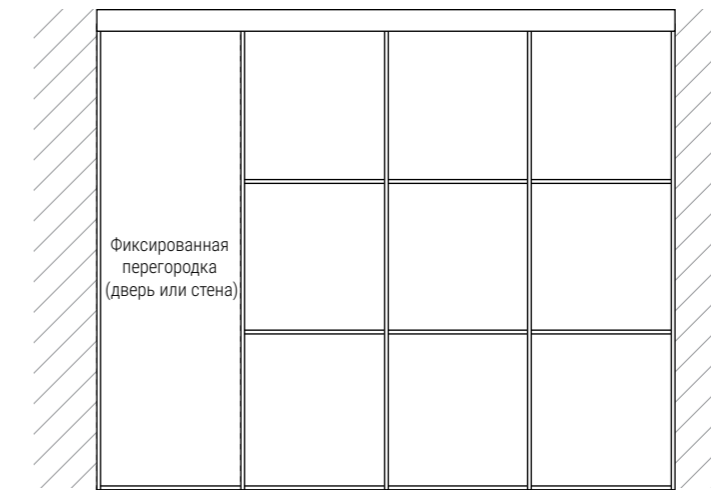 Фиксированная
перегородка
(дверь или стена)